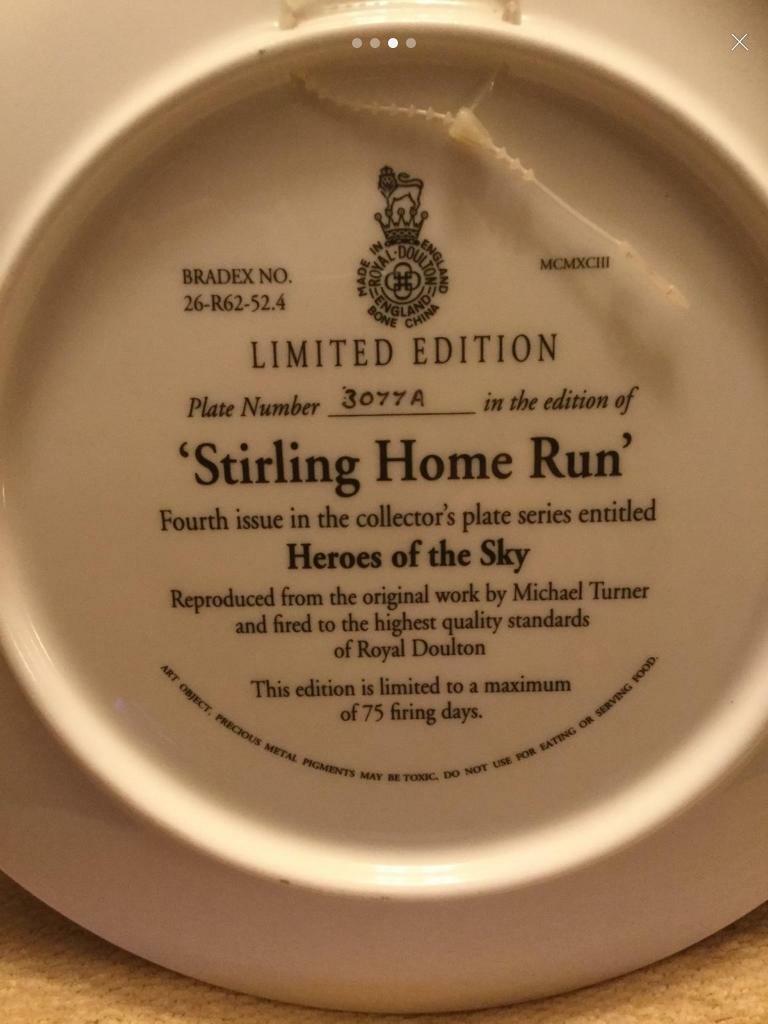 MADE IN ENGLAND
ROYAL·DOULTON
ENGLAND
BONE CHINA
BRADEX NO.
26-R62-52.4
MCMXCIII
LIMITED EDITION
Plate Number 3077A in the edition of
‘Stirling Home Run’
Fourth issue in the collector's plate series entitled
Heroes of the Sky
Reproduced from the original work by Michael Turner
and fired to the highest quality standards
of Royal Doulton
This edition is limited to a maximum
of 75 firing days.
ART OBJECT, PRECIOUS METAL PIGMENTS MAY BE TOXIC, DO NOT USE FOR EATING OR SERVING FOOD.